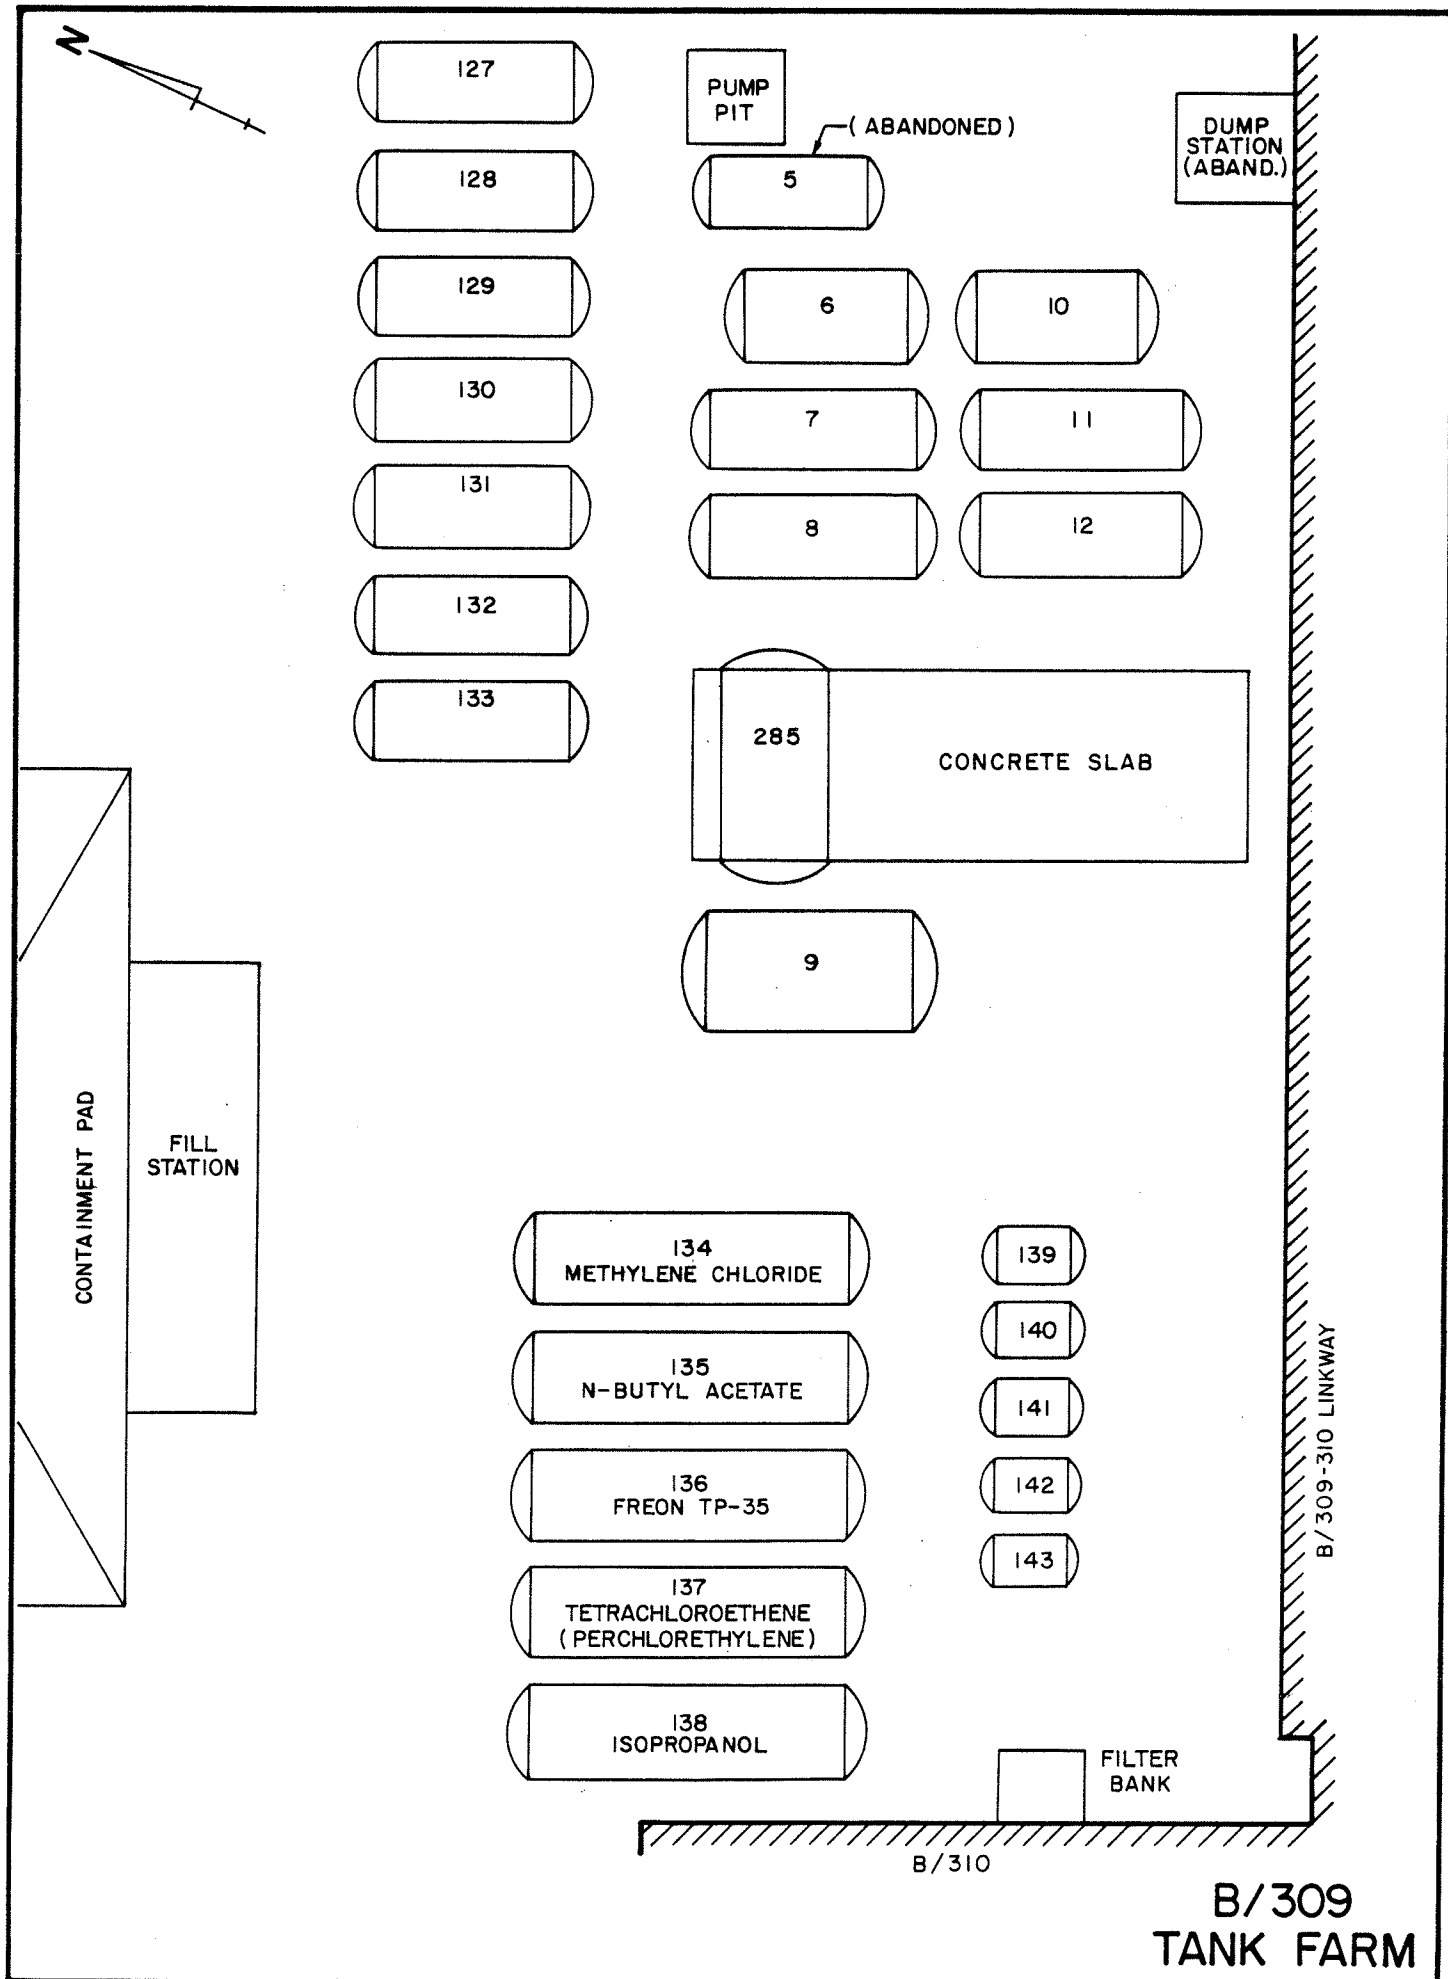 N
127
PUMP
PIT
( ABANDONED )
DUMP
STATION
(ABAND.)
128
5
129
6
10
130
7
11
131
8
12
132
133
285
CONCRETE SLAB
9
CONTAINMENT PAD
FILL
STATION
134
METHYLENE CHLORIDE
139
140
135
N-BUTYL ACETATE
141
B/309-310 LINKWAY
136
FREON TP-35
142
143
137
TETRACHLOROETHENE
( PERCHLORETHYLENE )
138
ISOPROPANOL
FILTER
BANK
B/310
B/309
TANK FARM